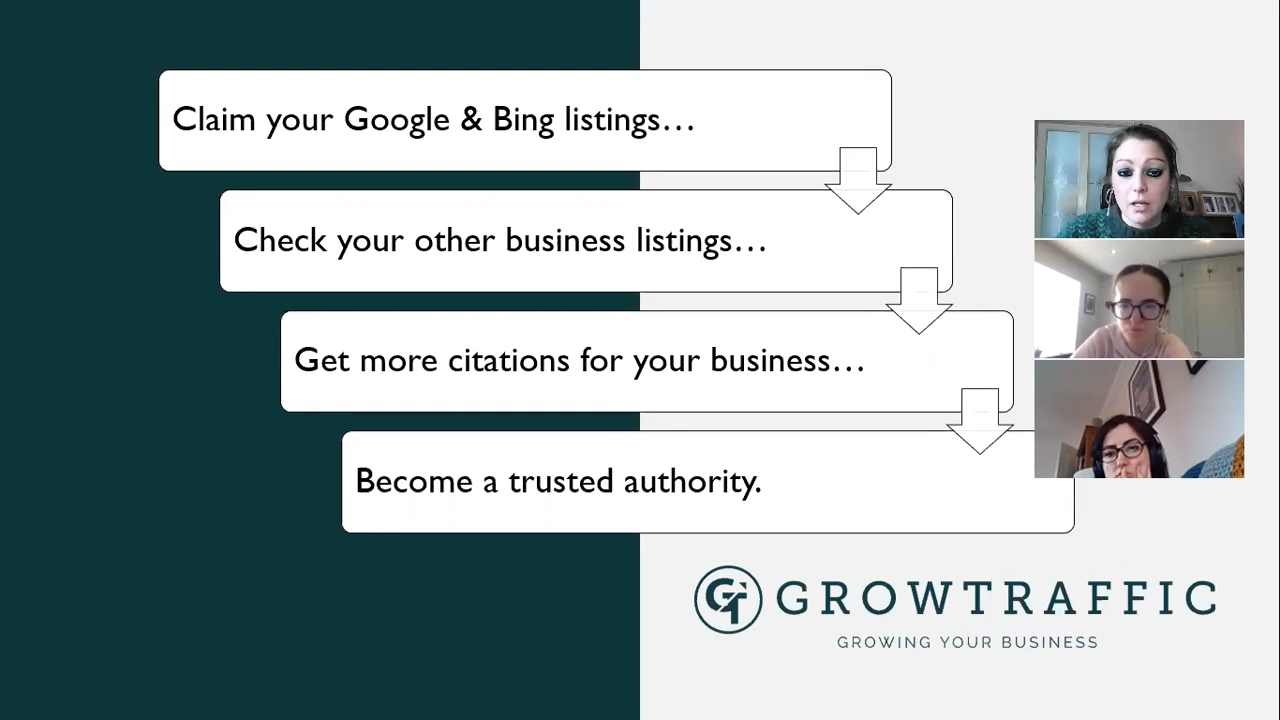 Claim your Google & Bing listings…
Check your other business listings…
Get more citations for your business…
Become a trusted authority.
GT GROWTRAFFIC
GROWING YOUR BUSINESS